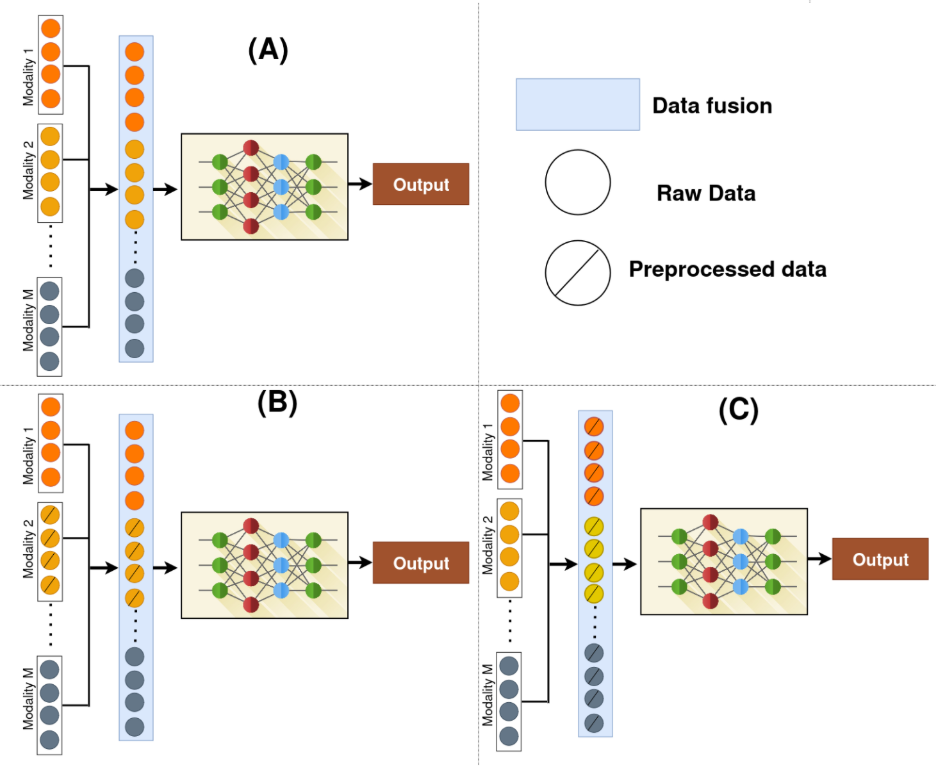 (A)
Modality 1
Modality 2
Modality M
Output
Data fusion
Raw Data
Preprocessed data
(B)
Modality 1
Modality 2
Modality M
Output
(C)
Modality 1
Modality 2
Modality M
Output